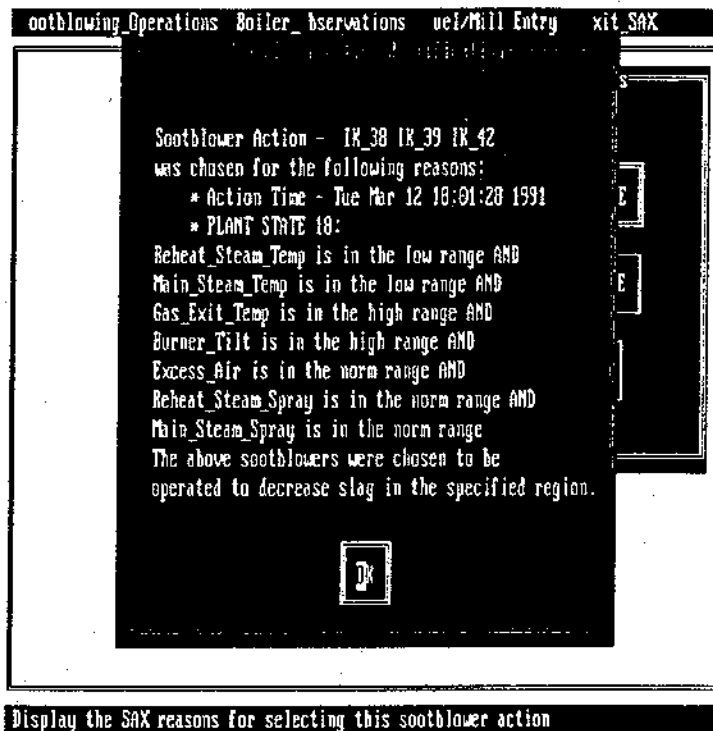 ootblowing_Operations Boiler_ bservations uel/Mill Entry xit_SAX
s
Sootblower Action - IK_38 IK_39 IK_42
was chosen for the following reasons:
* Action Time - Tue Mar 12 18:01:28 1991
* PLANT STATE 18:
Reheat_Steam_Temp is in the low range AND
Main_Steam_Temp is in the low range AND
Gas_Exit_Temp is in the high range AND
Burner_Tilt is in the high range AND
Excess_Air is in the norm range AND
Reheat_Steam_Spray is in the norm range AND
Main_Steam_Spray is in the norm range
The above sootblowers were chosen to be
operated to decrease slag in the specified region.
E
E
OK
Display the SAX reasons for selecting this sootblower action